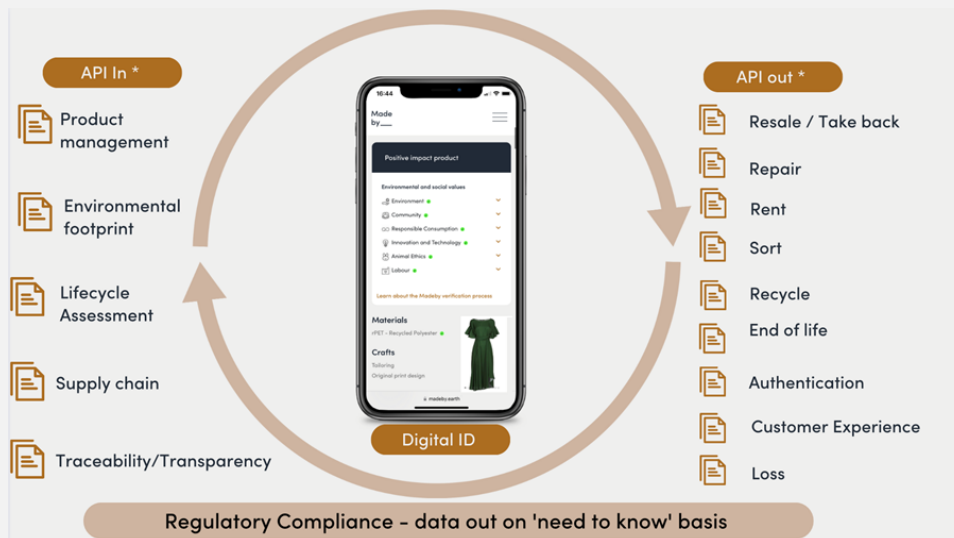 API In *
Product
management
Environmental
footprint
Lifecycle
Assessment
Supply chain
Traceability/Transparency
16:44
Made
by__
Positive impact product
Environmental and social values
Environment
Community
Responsible Consumption
Innovation and Technology
Animal Ethics
Labour
Learn about the Madeby verification process
Materials
rPET - Recycled Polyester
Crafts
Tailoring
Original print design
madeby.earth
Digital ID
API out *
Resale / Take back
Repair
Rent
Sort
Recycle
End of life
Authentication
Customer Experience
Loss
Regulatory Compliance - data out on 'need to know' basis